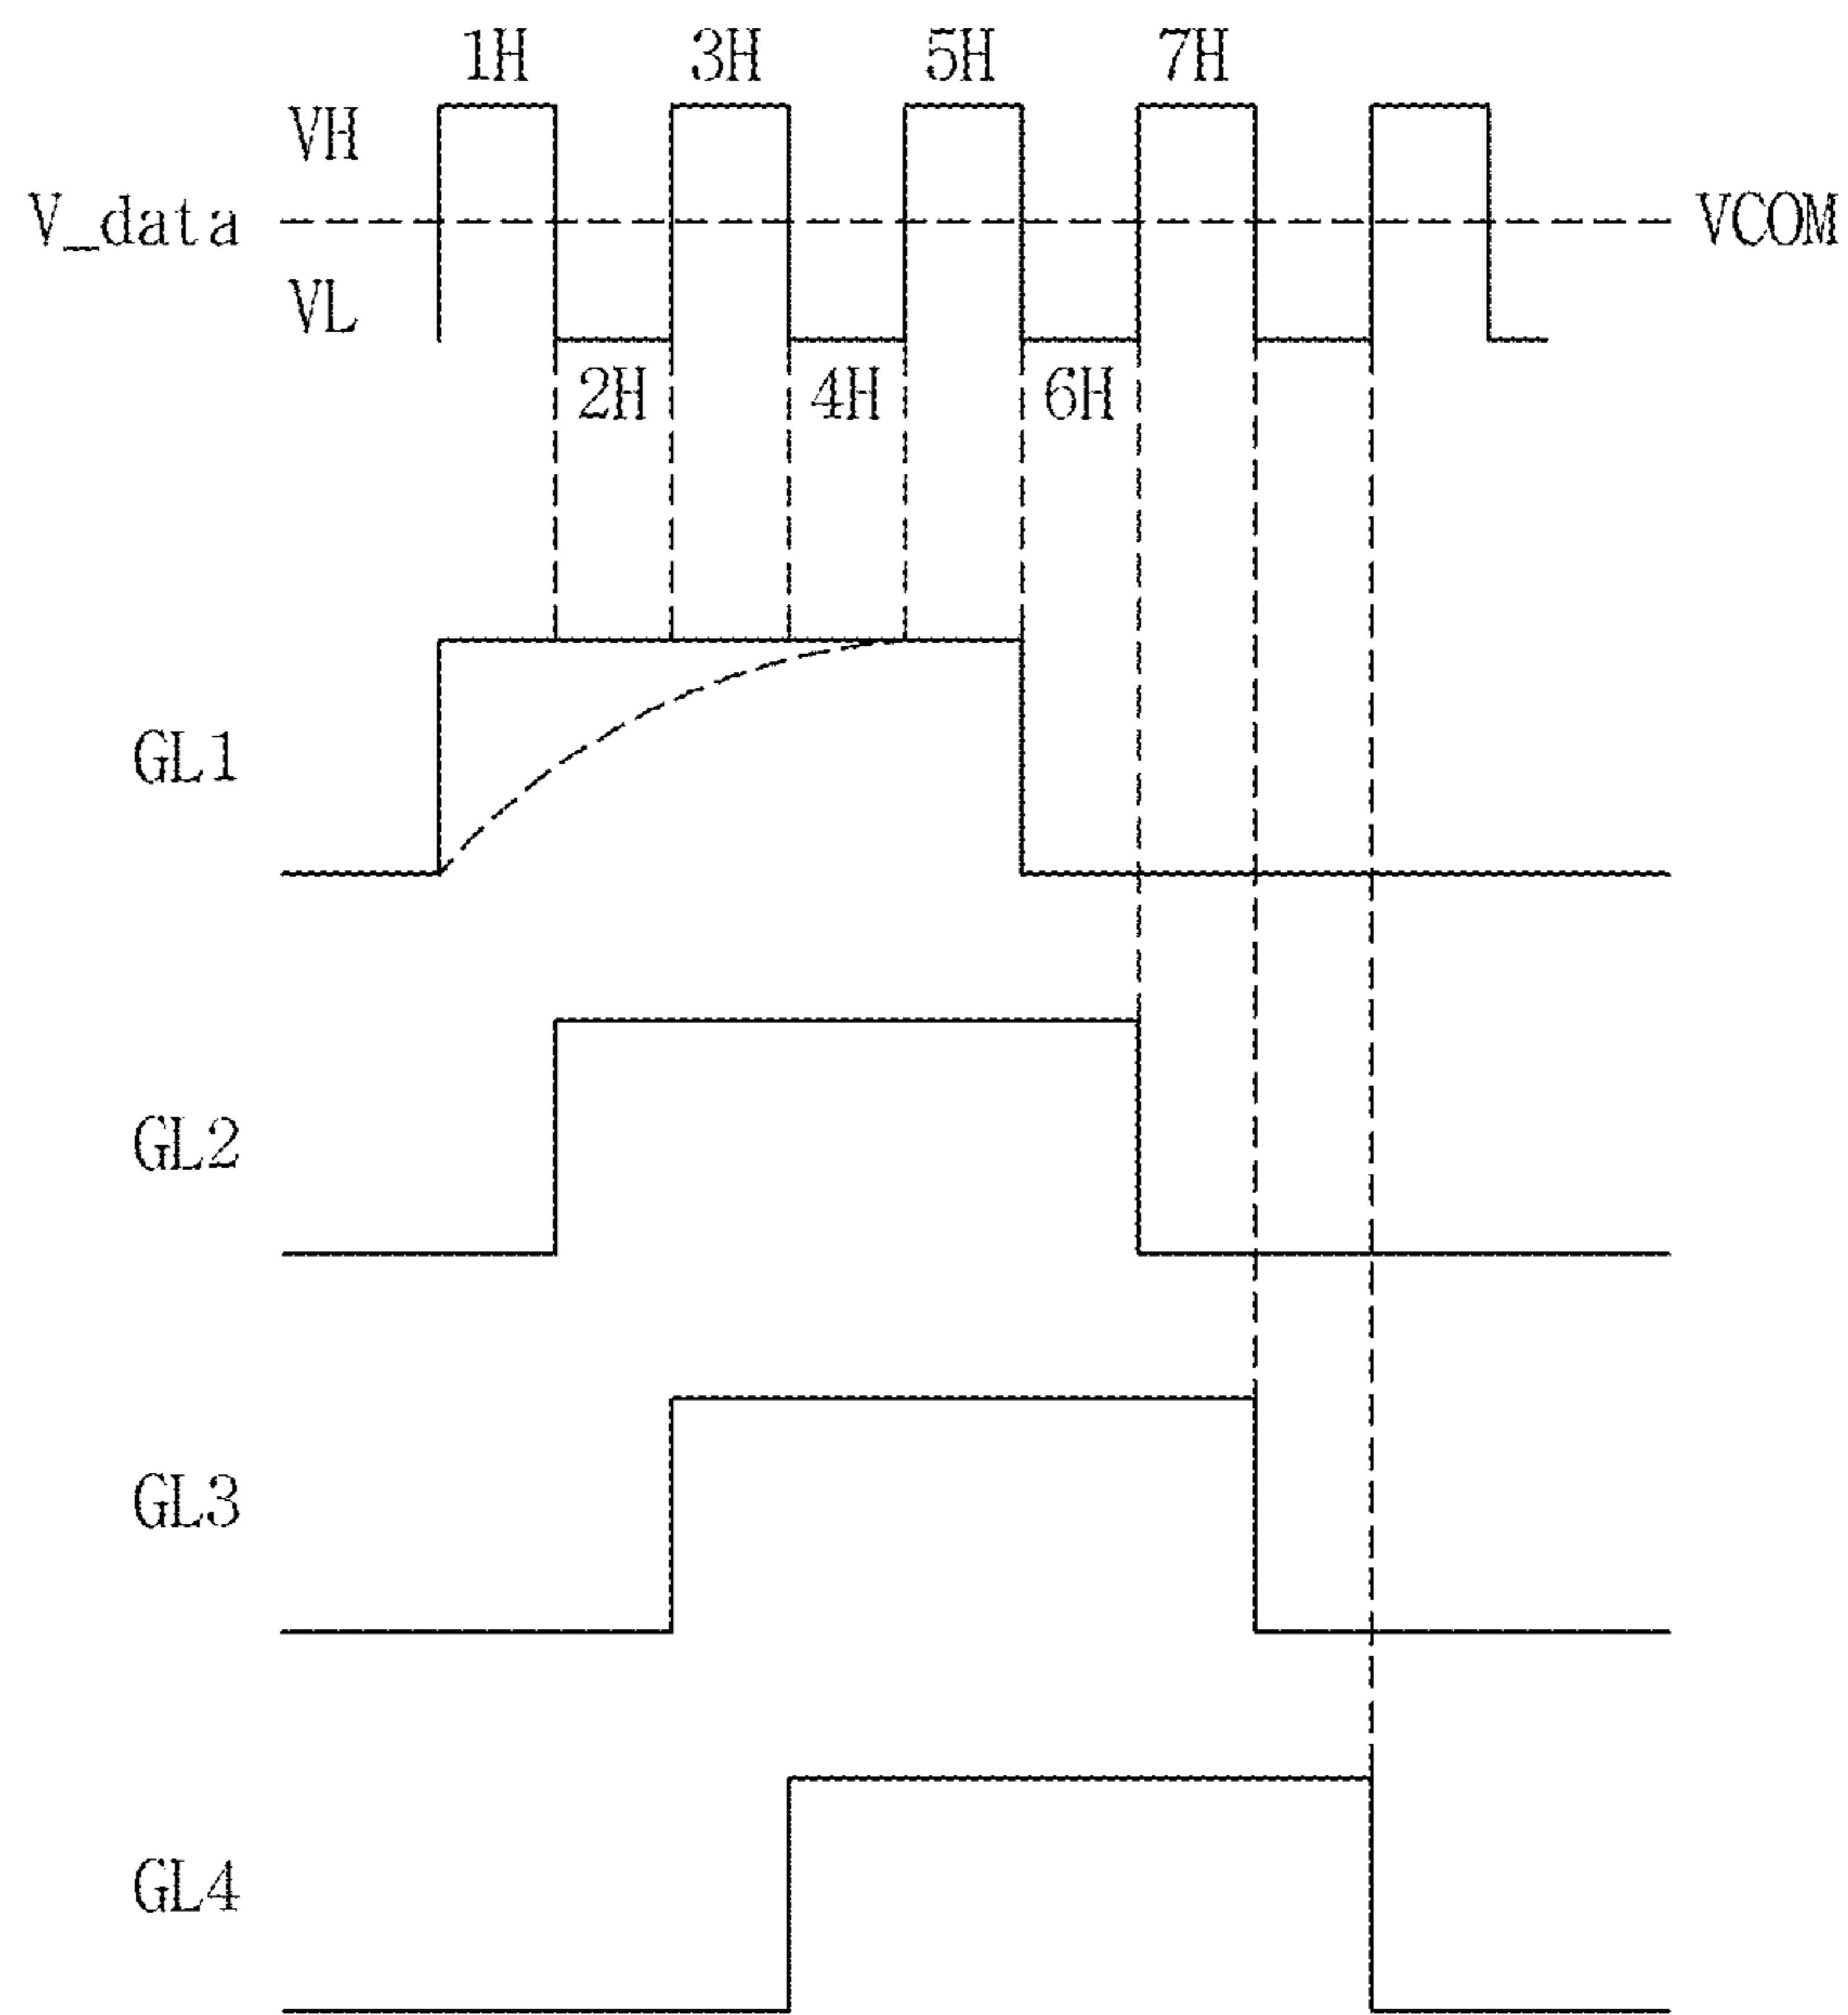 1H 3H 5H 7H
VH
V_data VCOM
VL
2H 4H 6H
GL1
GL2
GL3
GL4